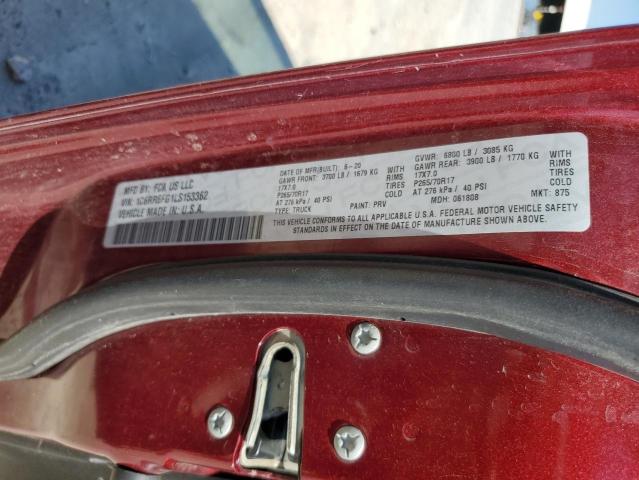 MFD BY: FCA US LLC
DATE OF MFR(BUILT): 6-20
GVWR: 6800 LB / 3085 KG
VIN: 1C6RR6FG1LS153362
GAWR FRONT: 3700 LB / 1679 KG WITH
GAWR REAR: 3900 LB / 1770 KG WITH
VEHICLE MADE IN: U.S.A.
17X7.0 RIMS
17X7.0 RIMS
P265/70R17 TIRES
P265/70R17 TIRES
AT 276 kPa / 40 PSI COLD
AT 276 kPa / 40 PSI COLD
TYPE: TRUCK
PAINT: PRV
MDH: 061808
MKT: 875
THIS VEHICLE CONFORMS TO ALL APPLICABLE U.S.A. FEDERAL MOTOR VEHICLE SAFETY
STANDARDS IN EFFECT ON THE DATE OF MANUFACTURE SHOWN ABOVE.